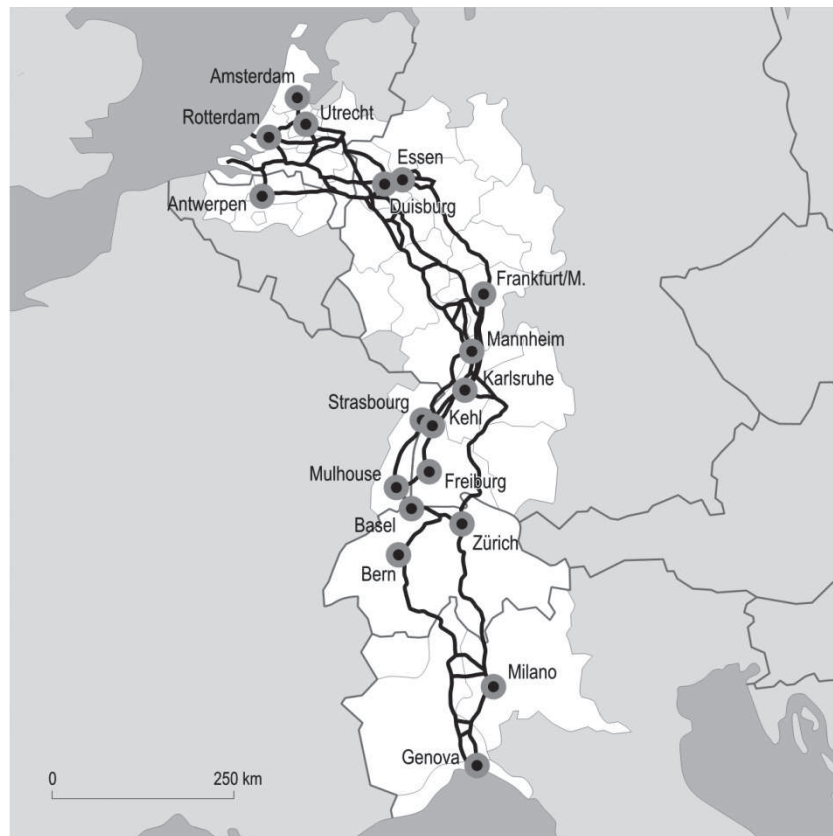 Amsterdam
Rotterdam
Utrecht
Essen
Antwerpen
Duisburg
Frankfurt/M.
Mannheim
Karlsruhe
Strasbourg
Kehl
Mulhouse
Freiburg
Basel
Zürich
Bern
Milano
Genova
0 250 km